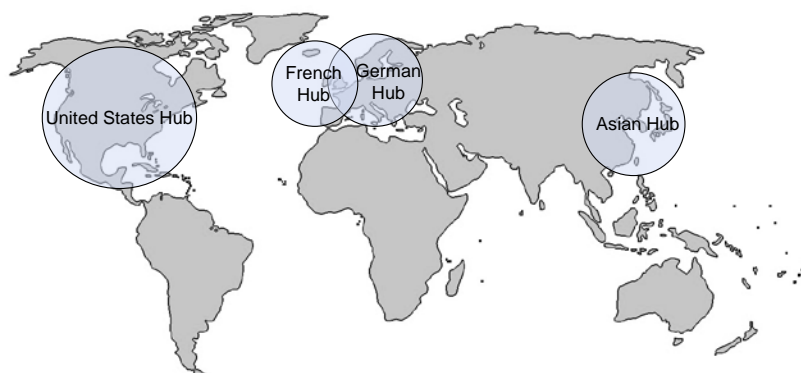 United States Hub
French
Hub
German
Hub
Asian Hub